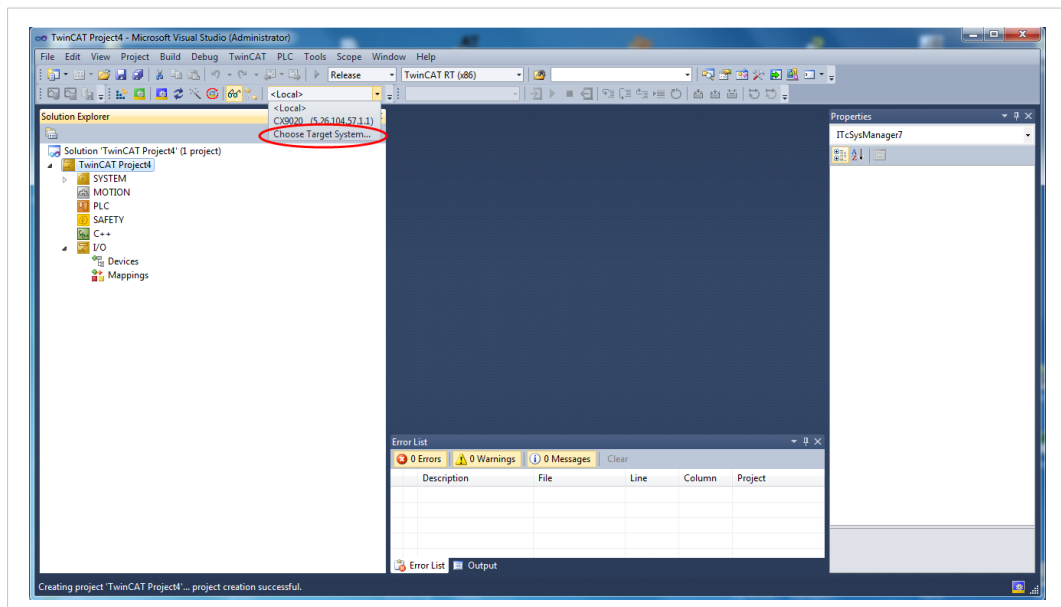 TwinCAT Project4 - Microsoft Visual Studio (Administrator)
File Edit View Project Build Debug TwinCAT PLC Tools Scope Window Help
Release TwinCAT RT (x86)
<Local>
<Local>
CX9020 (5.26.104.57.1.1)
Choose Target System...
Solution Explorer
Solution 'TwinCAT Project4' (1 project)
TwinCAT Project4
SYSTEM
MOTION
PLC
SAFETY
C++
I/O
Devices
Mappings
Properties
ITcSysManager7
Error List
0 Errors 0 Warnings 0 Messages Clear
Description File Line Column Project
Error List Output
Creating project 'TwinCAT Project4'... project creation successful.